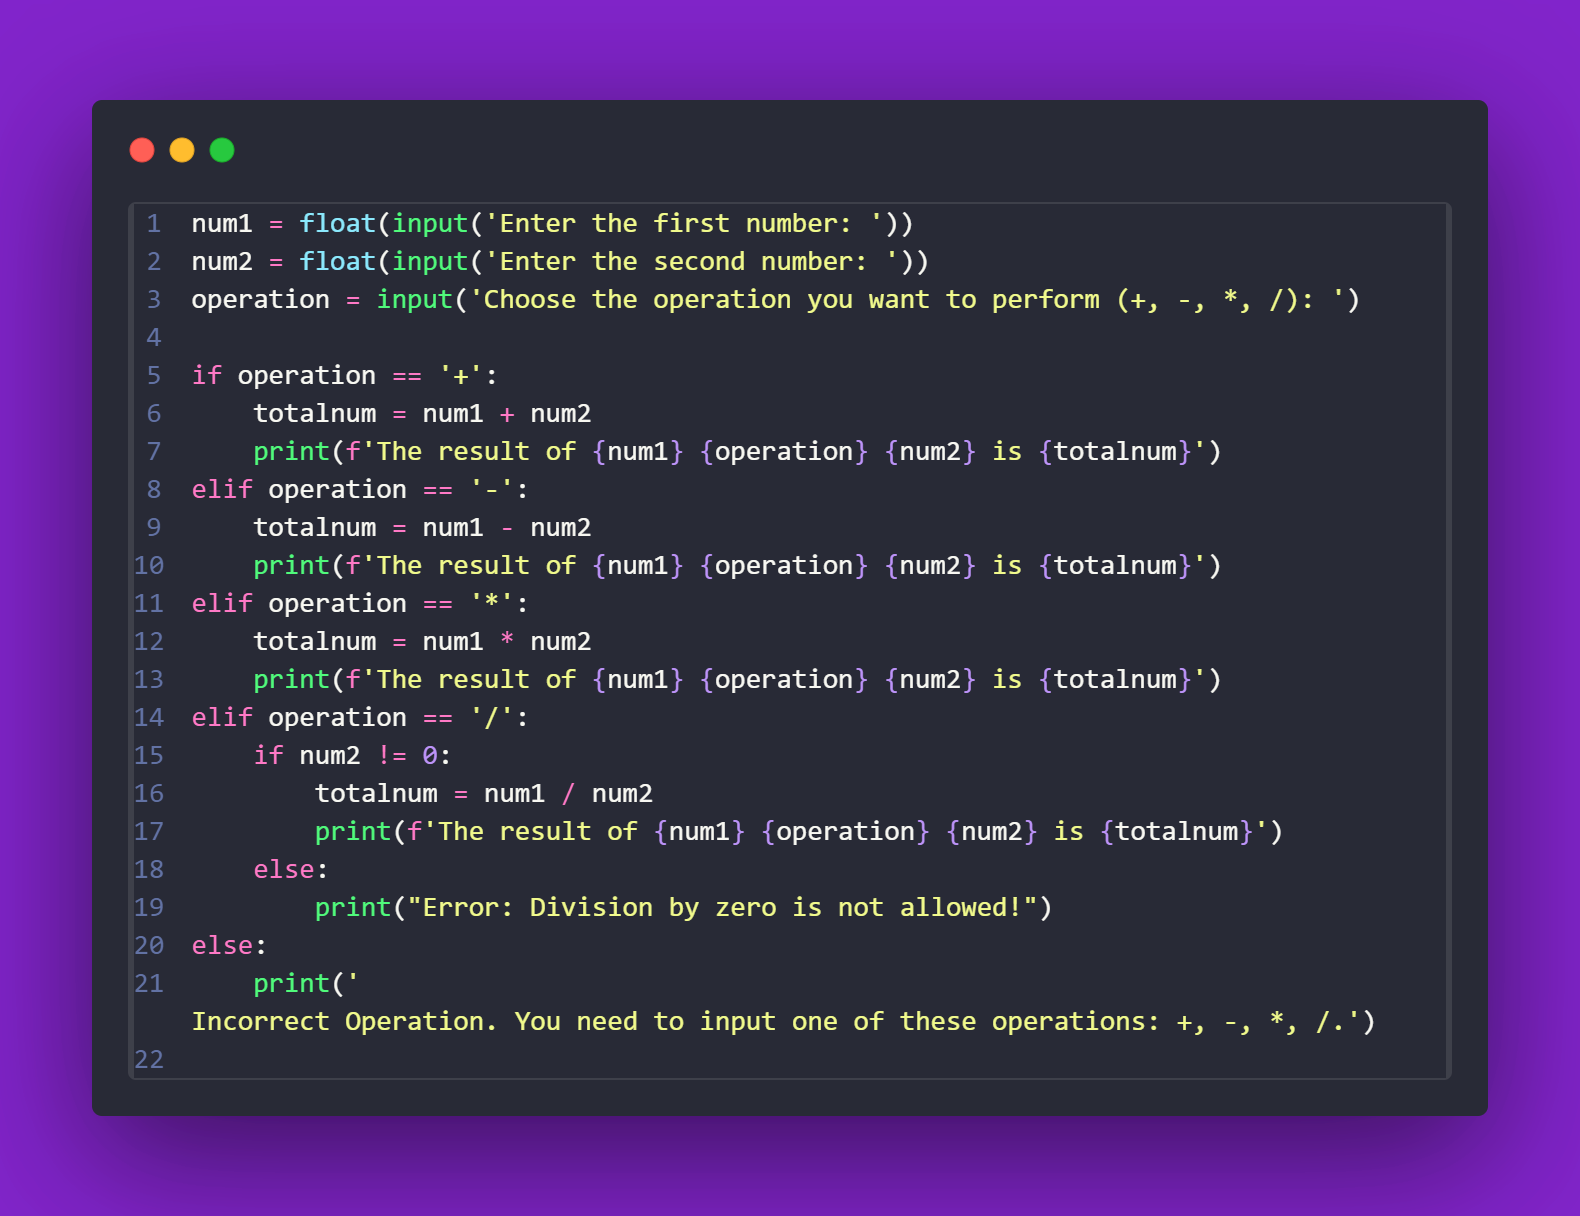 1 num1 = float(input('Enter the first number: '))
2 num2 = float(input('Enter the second number: '))
3 operation = input('Choose the operation you want to perform (+, -, *, /): ')
4
5 if operation == '+':
6     totalnum = num1 + num2
7     print(f'The result of {num1} {operation} {num2} is {totalnum}')
8 elif operation == '-':
9     totalnum = num1 - num2
10     print(f'The result of {num1} {operation} {num2} is {totalnum}')
11 elif operation == '*':
12     totalnum = num1 * num2
13     print(f'The result of {num1} {operation} {num2} is {totalnum}')
14 elif operation == '/':
15     if num2 != 0:
16         totalnum = num1 / num2
17         print(f'The result of {num1} {operation} {num2} is {totalnum}')
18     else:
19         print("Error: Division by zero is not allowed!")
20 else:
21     print('
Incorrect Operation. You need to input one of these operations: +, -, *, /.')
22